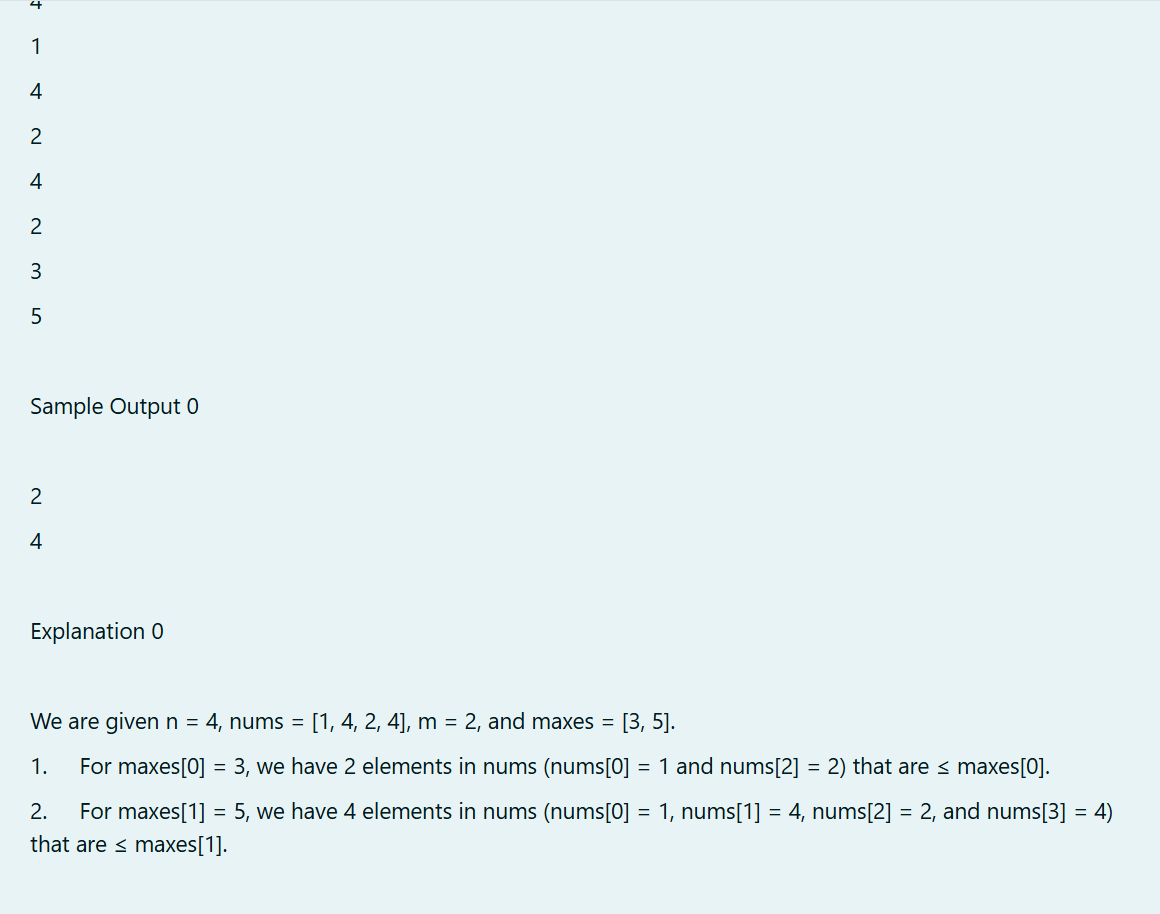 4
1
4
2
4
2
3
5
Sample Output 0
2
4
Explanation 0
We are given n = 4, nums = [1, 4, 2, 4], m = 2, and maxes = [3, 5].
1. For maxes[0] = 3, we have 2 elements in nums (nums[0] = 1 and nums[2] = 2) that are ≤ maxes[0].
2. For maxes[1] = 5, we have 4 elements in nums (nums[0] = 1, nums[1] = 4, nums[2] = 2, and nums[3] = 4)
that are ≤ maxes[1].